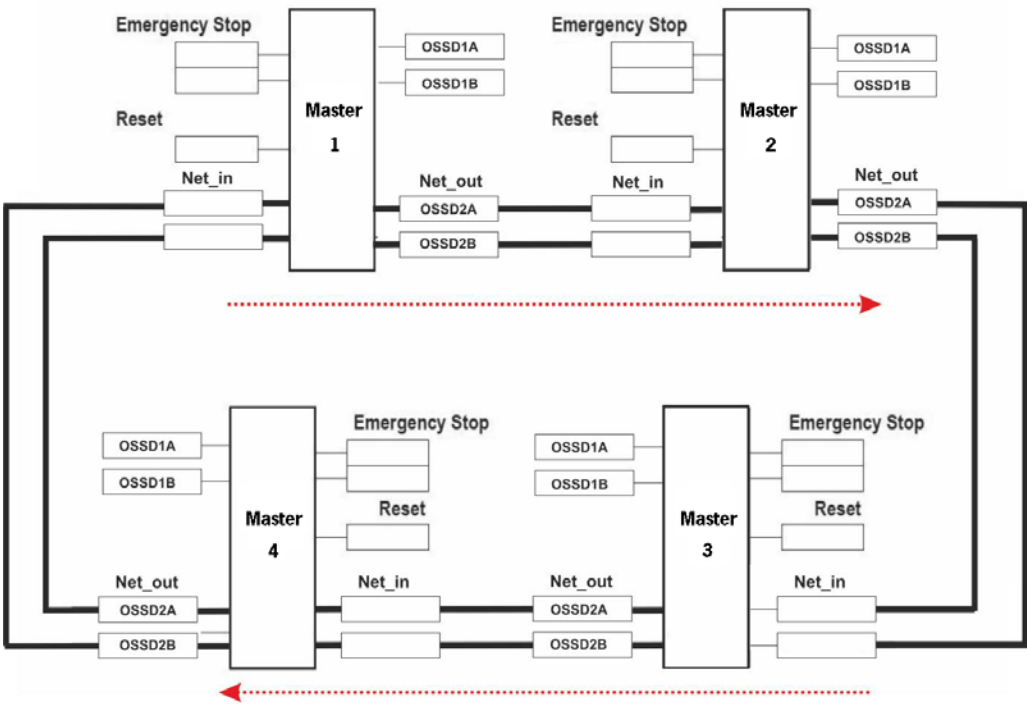 Emergency Stop
OSSD1A
OSSD1B
Master
1
Reset
Net_in
Net_out
OSSD2A
OSSD2B
Emergency Stop
OSSD1A
OSSD1B
Master
2
Reset
Net_in
Net_out
OSSD2A
OSSD2B
OSSD1A
OSSD1B
Emergency Stop
Master
4
Reset
Net_out
OSSD2A
OSSD2B
Net_in
OSSD1A
OSSD1B
Emergency Stop
Master
3
Reset
Net_out
OSSD2A
OSSD2B
Net_in